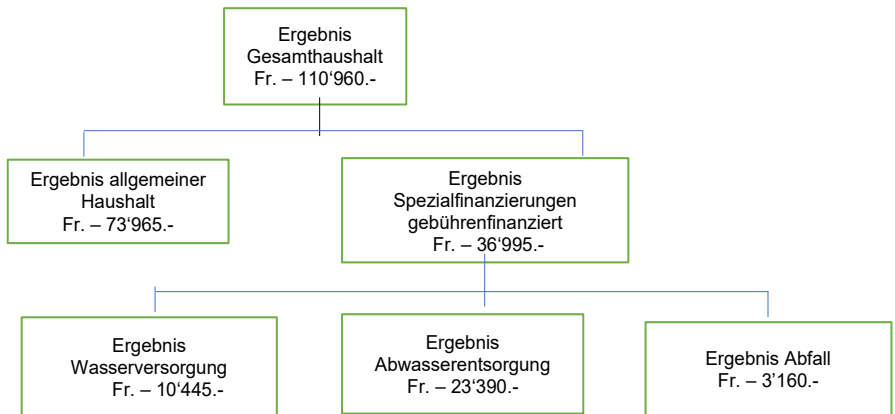 Ergebnis
Gesamthaushalt
Fr. – 110‘960.-
Ergebnis allgemeiner
Haushalt
Fr. – 73’965.-
Ergebnis
Spezialfinanzierungen
gebührenfinanziert
Fr. – 36‘995.-
Ergebnis
Wasserversorgung
Fr. – 10‘445.-
Ergebnis
Abwasserentsorgung
Fr. – 23‘390.-
Ergebnis Abfall
Fr. – 3’160.-